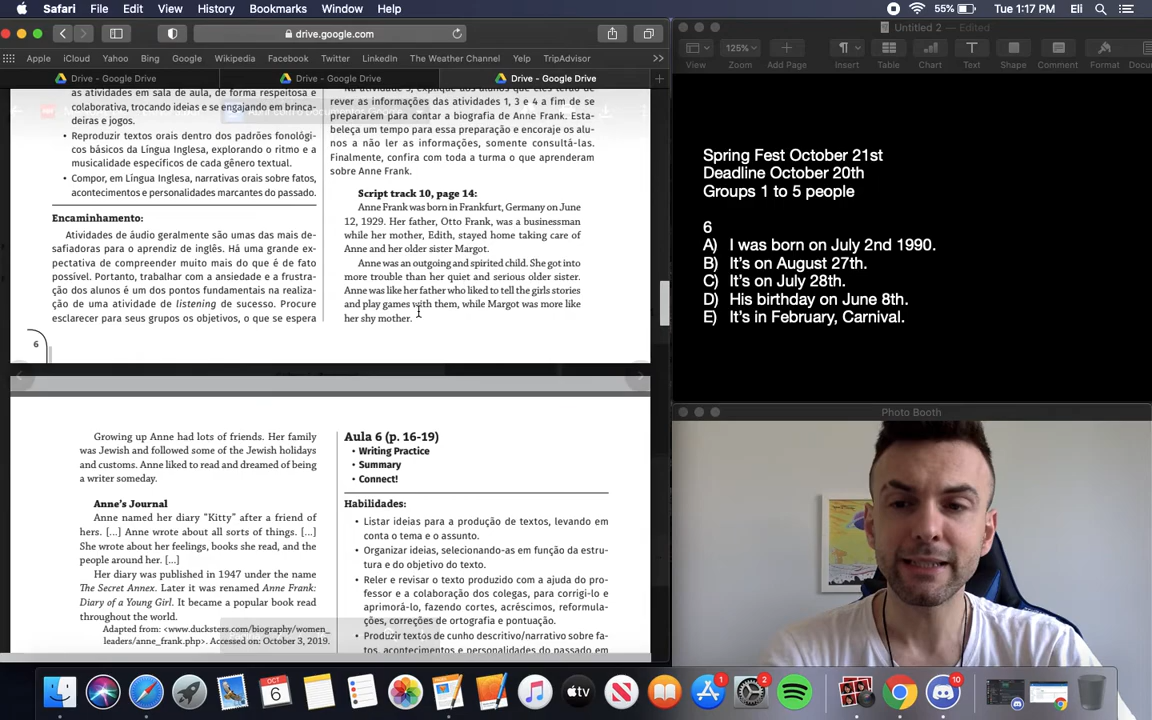 Safari File Edit View History Bookmarks Window Help
55% Tue 1:17 PM Eli
drive.google.com
Apple iCloud Yahoo Bing Google Wikipedia Facebook Twitter LinkedIn The Weather Channel Yelp TripAdvisor
Drive - Google Drive
Drive - Google Drive
Drive - Google Drive
as atividades em sala de aula, de forma respeitosa e
colaborativa, trocando ideias e se engajando em brinca-
deiras e jogos.
• Reproduzir textos orais dentro dos padrões fonológi-
cos básicos da Língua Inglesa, explorando o ritmo e a
musicalidade específicos de cada gênero textual.
• Compor, em Língua Inglesa, narrativas orais sobre fatos,
acontecimentos e personalidades marcantes do passado.
Encaminhamento:
Atividades de áudio geralmente são umas das mais de-
safiadoras para o aprendiz de inglês. Há uma grande ex-
pectativa de compreender muito mais do que é de fato
possível. Portanto, trabalhar com a ansiedade e a frustra-
ção dos alunos é um dos pontos fundamentais na realiza-
ção de uma atividade de listening de sucesso. Procure
esclarecer para seus grupos os objetivos, o que se espera
6
Na atividade 5, explique aos alunos que eles terão de
rever as informações das atividades 1, 3 e 4 a fim de se
prepararem para contar a biografia de Anne Frank. Esta-
beleça um tempo para essa preparação e encoraje os alu-
nos a não ler as informações, somente consultá-las.
Finalmente, confira com toda a turma o que aprenderam
sobre Anne Frank.
Script track 10, page 14:
Anne Frank was born in Frankfurt, Germany on June
12, 1929. Her father, Otto Frank, was a businessman
while her mother, Edith, stayed home taking care of
Anne and her older sister Margot.
Anne was an outgoing and spirited child. She got into
more trouble than her quiet and serious older sister.
Anne was like her father who liked to tell the girls stories
and play games with them, while Margot was more like
her shy mother.
Growing up Anne had lots of friends. Her family
was Jewish and followed some of the Jewish holidays
and customs. Anne liked to read and dreamed of being
a writer someday.
Anne's Journal
Anne named her diary "Kitty" after a friend of
hers. [...] Anne wrote about all sorts of things. [...]
She wrote about her feelings, books she read, and the
people around her. [...]
Her diary was published in 1947 under the name
The Secret Annex. Later it was renamed Anne Frank:
Diary of a Young Girl. It became a popular book read
throughout the world.
Adapted from: <www.ducksters.com/biography/women_
leaders/anne_frank.php>. Accessed on: October 3, 2019.
Aula 6 (p. 16-19)
• Writing Practice
• Summary
• Connect!
Habilidades:
• Listar ideias para a produção de textos, levando em
conta o tema e o assunto.
• Organizar ideias, selecionando-as em função da estru-
tura e do objetivo do texto.
• Reler e revisar o texto produzido com a ajuda do pro-
fessor e a colaboração dos colegas, para corrigi-lo e
aprimorá-lo, fazendo cortes, acréscimos, reformula-
ções, correções de ortografia e pontuação.
• Produzir textos de cunho descritivo/narrativo sobre fa-
tos, acontecimentos e personalidades do passado em
Untitled 2 — Edited
125%
View Zoom Add Page Insert Table Chart Text Shape Comment Format
Spring Fest October 21st
Deadline October 20th
Groups 1 to 5 people
6
A) I was born on July 2nd 1990.
B) It's on August 27th.
C) It's on July 28th.
D) His birthday on June 8th.
E) It's in February, Carnival.
Photo Booth
OCT
6
1
2
10